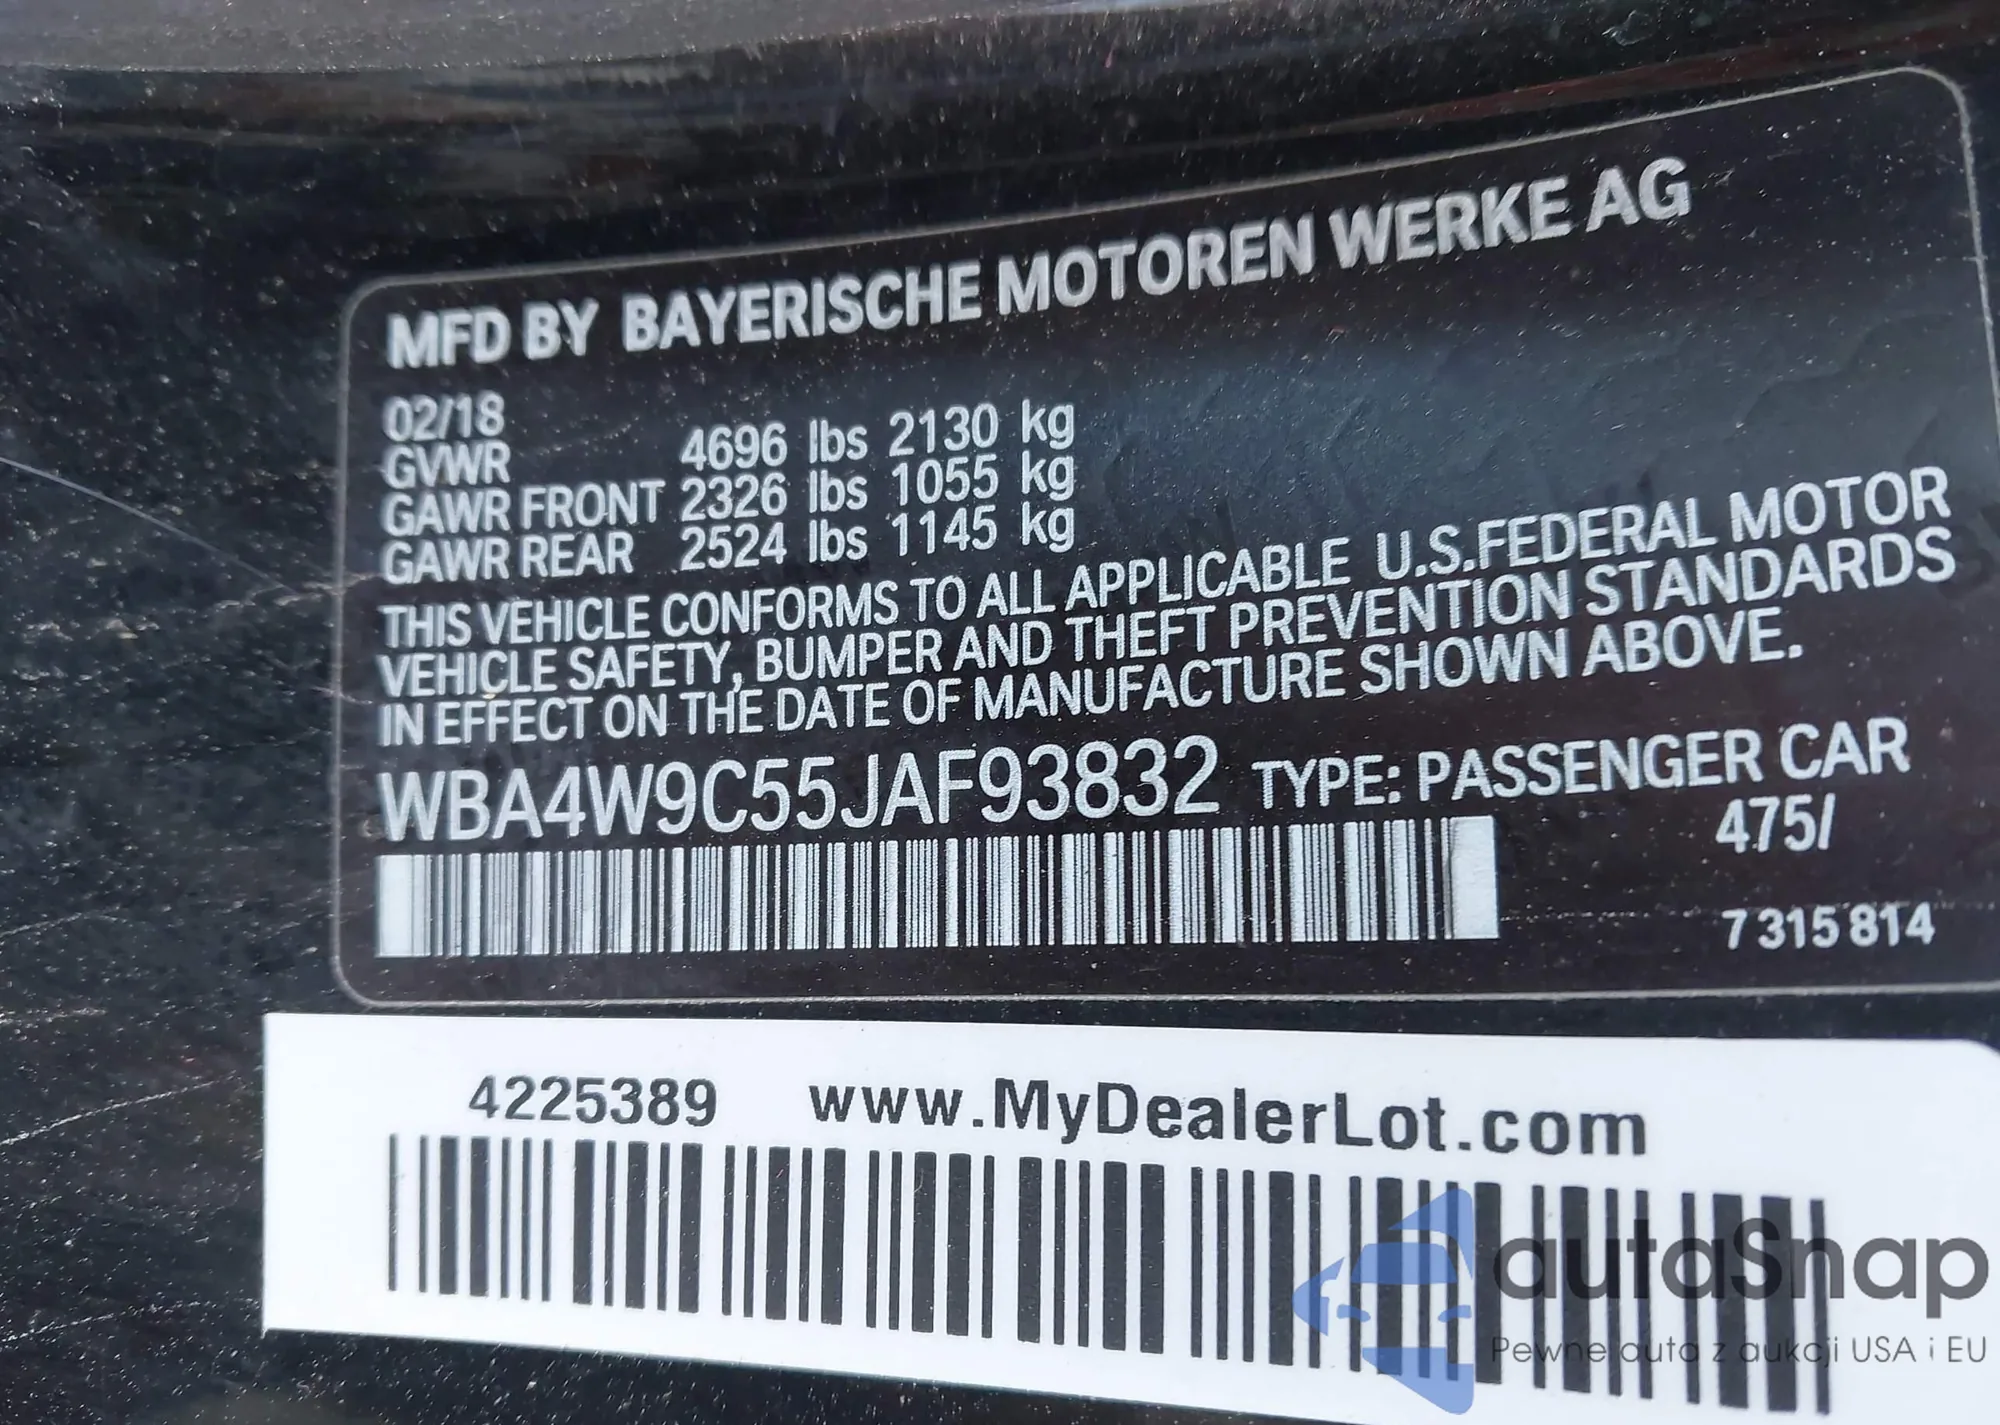 MFD BY BAYERISCHE MOTOREN WERKE AG
02/18
GVWR 4696 lbs 2130 kg
GAWR FRONT 2326 lbs 1055 kg
GAWR REAR 2524 lbs 1145 kg
THIS VEHICLE CONFORMS TO ALL APPLICABLE U.S.FEDERAL MOTOR
VEHICLE SAFETY, BUMPER AND THEFT PREVENTION STANDARDS
IN EFFECT ON THE DATE OF MANUFACTURE SHOWN ABOVE.
WBA4W9C55JAF93832 TYPE: PASSENGER CAR
475/
7 315 814
4225389 www.MyDealerLot.com
autaSnap
Pewne auta z aukcji USA i EU